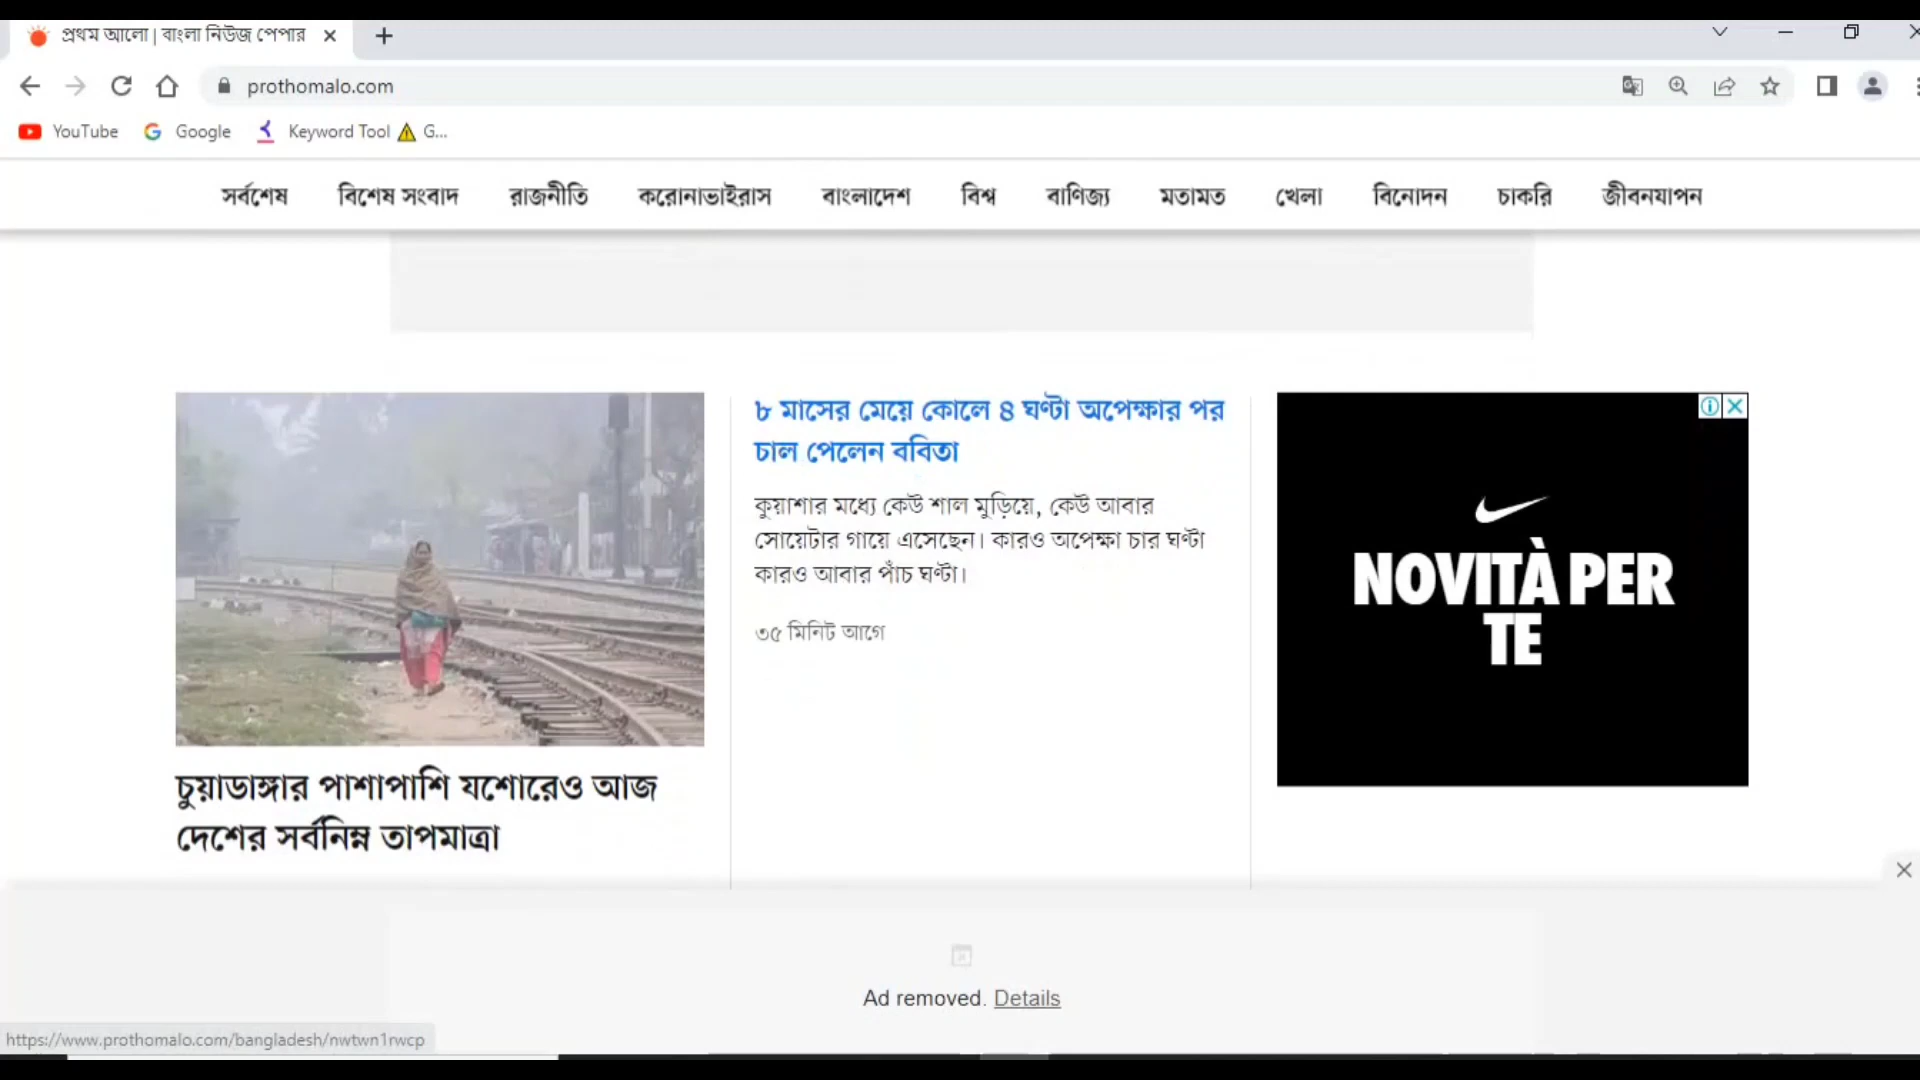 প্রথম আলো | বাংলা নিউজ পেপার
prothomalo.com
YouTube Google Keyword Tool G...
সর্বশেষ বিশেষ সংবাদ রাজনীতি করোনাভাইরাস বাংলাদেশ বিশ্ব বাণিজ্য মতামত খেলা বিনোদন চাকরি জীবনযাপন
৮ মাসের মেয়ে কোলে ৪ ঘণ্টা অপেক্ষার পর
চাল পেলেন ববিতা
কুয়াশার মধ্যে কেউ শাল মুড়িয়ে, কেউ আবার
সোয়েটার গায়ে এসেছেন। কারও অপেক্ষা চার ঘণ্টা
কারও আবার পাঁচ ঘণ্টা।
৩৫ মিনিট আগে
NOVITÀ PER
TE
চুয়াডাঙ্গার পাশাপাশি যশোরেও আজ
দেশের সর্বনিম্ন তাপমাত্রা
Ad removed. Details
https://www.prothomalo.com/bangladesh/nwtwn1rwcp